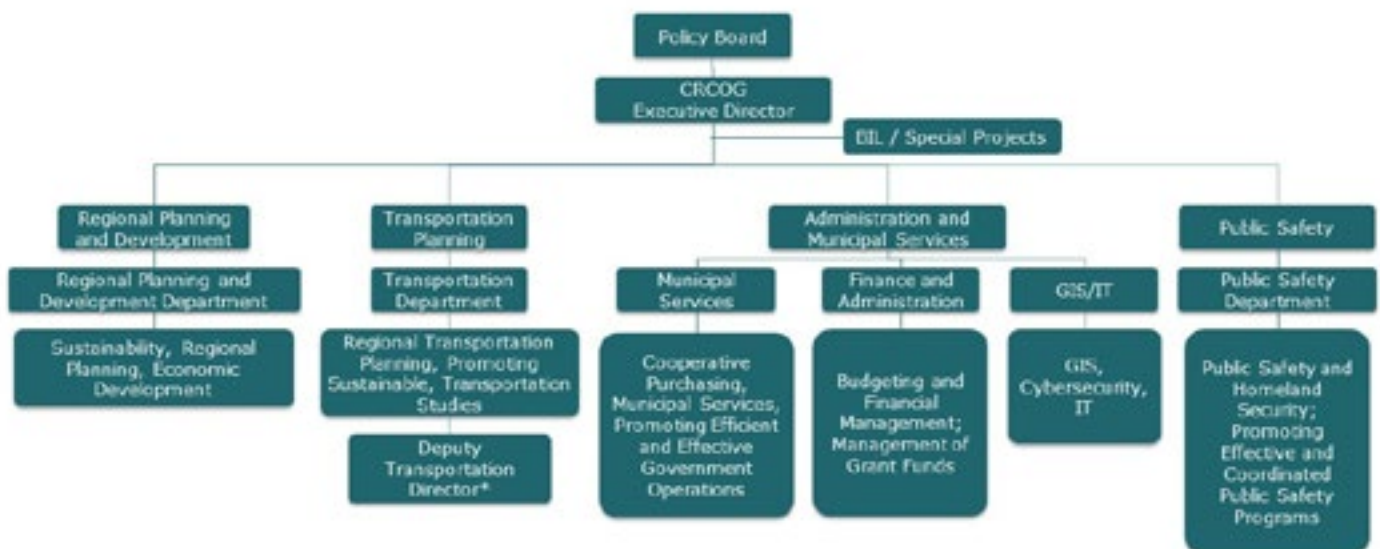 Policy Board
CRCOG
Executive Director
BIL / Special Projects
Regional Planning
and Development
Transportation
Planning
Administration and
Municipal Services
Public Safety
Regional Planning and
Development Department
Transportation
Department
Municipal
Services
Finance and
Administration
GIS/IT
Public Safety
Department
Sustainability, Regional
Planning, Economic
Development
Regional Transportation
Planning, Promoting
Sustainable, Transportation
Studies
Cooperative
Purchasing,
Municipal Services,
Promoting Efficient
and Effective
Government
Operations
Budgeting and
Financial
Management;
Management of
Grant Funds
GIS,
Cybersecurity,
IT
Public Safety and
Homeland
Security;
Promoting
Effective and
Coordinated
Public Safety
Programs
Deputy
Transportation
Director*